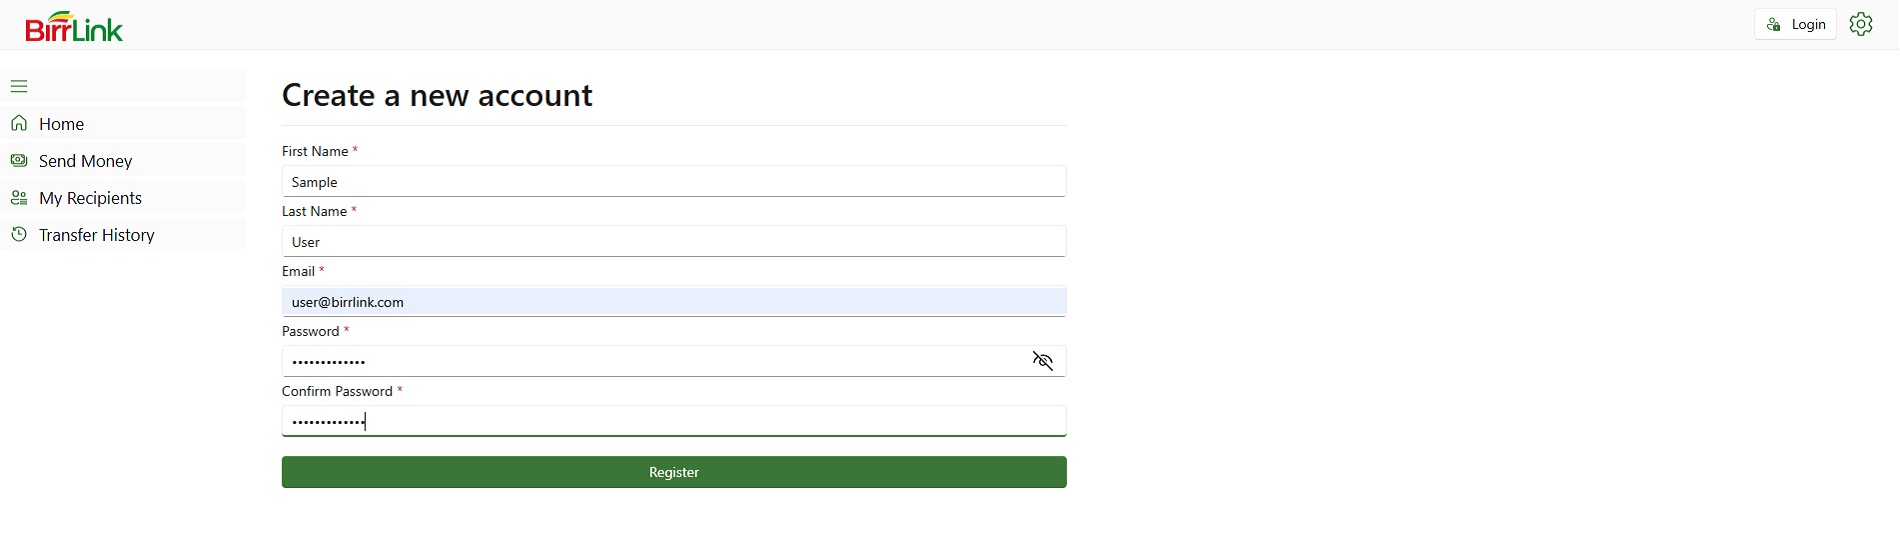 BirrLink
Login
Home
Send Money
My Recipients
Transfer History
Create a new account
First Name *
Sample
Last Name *
User
Email *
user@birrlink.com
Password *
•••••••••••••
Confirm Password *
•••••••••••••
Register